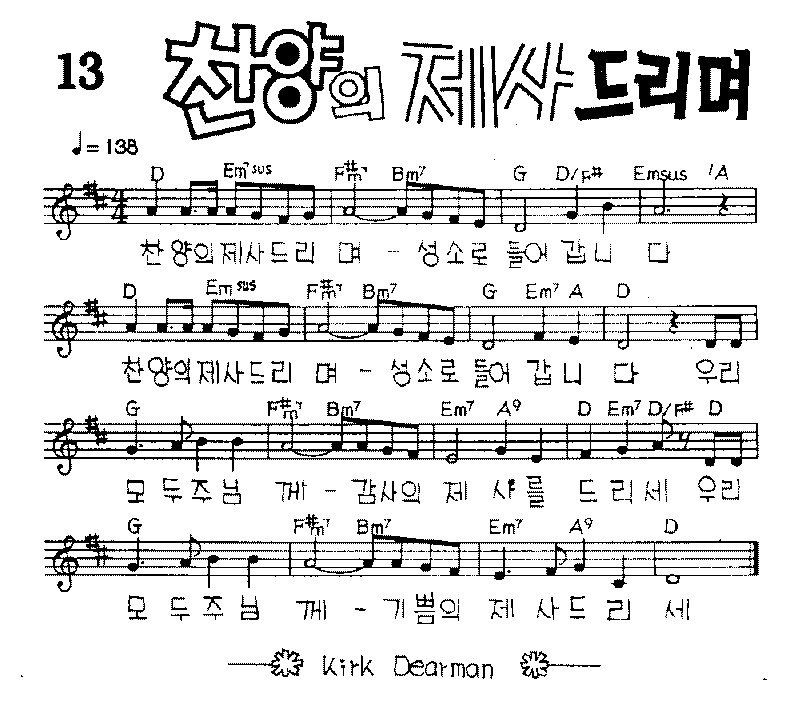 13 찬양의 제사 드리며
♩= 138
D Em⁷sus F#m⁷ Bm⁷ G D/F# Emsus /A
찬 양의제사드리 며 - 성소로 들어 갑니 다
D Em sus F#m⁷ Bm⁷ G Em⁷ A D
찬양의제사드리 며 - 성소로 들어 갑 니 다 우리
G F#m⁷ Bm⁷ Em⁷ A⁹ D Em⁷ D/F# D
모 두주님 께 - 감사의 제 사를 드리세 우리
G F#m⁷ Bm⁷ Em⁷ A⁹ D
모 두주님 께 - 기쁨의 제 사드 리 세
Kirk Dearman